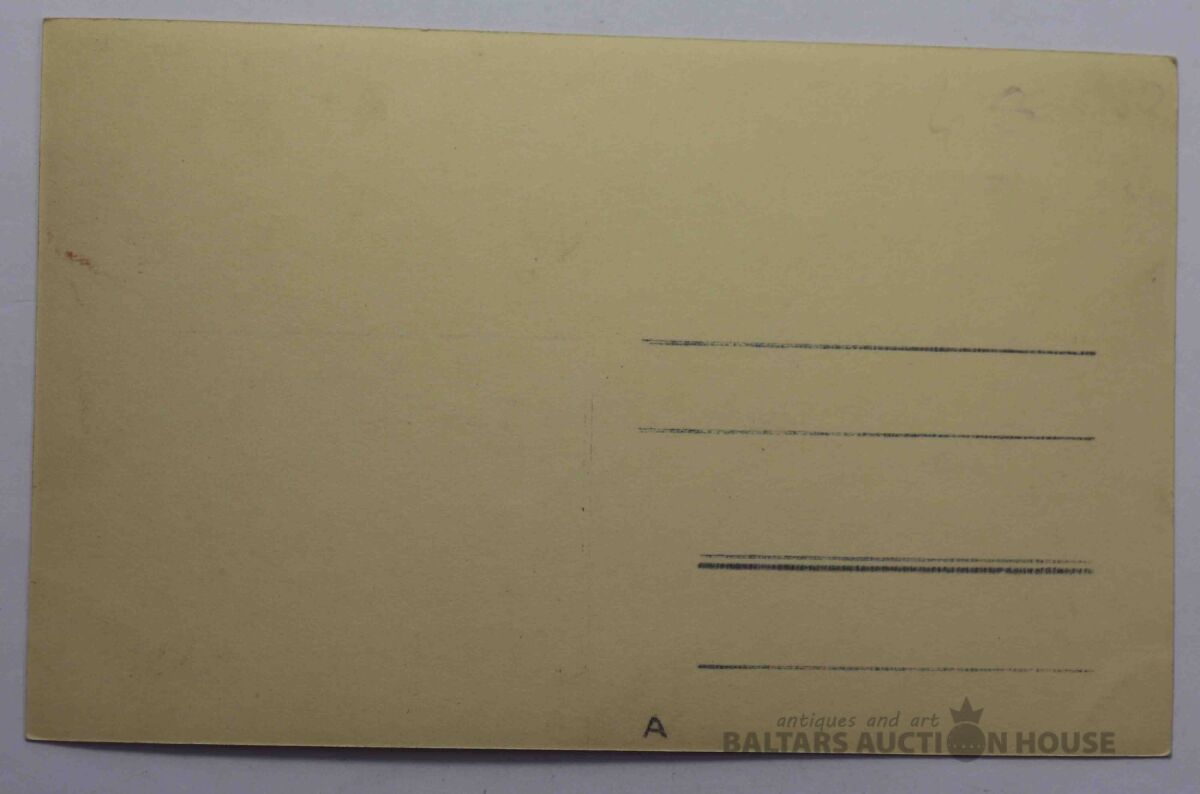 A
antiques and art
BALTARS AUCTION HOUSE